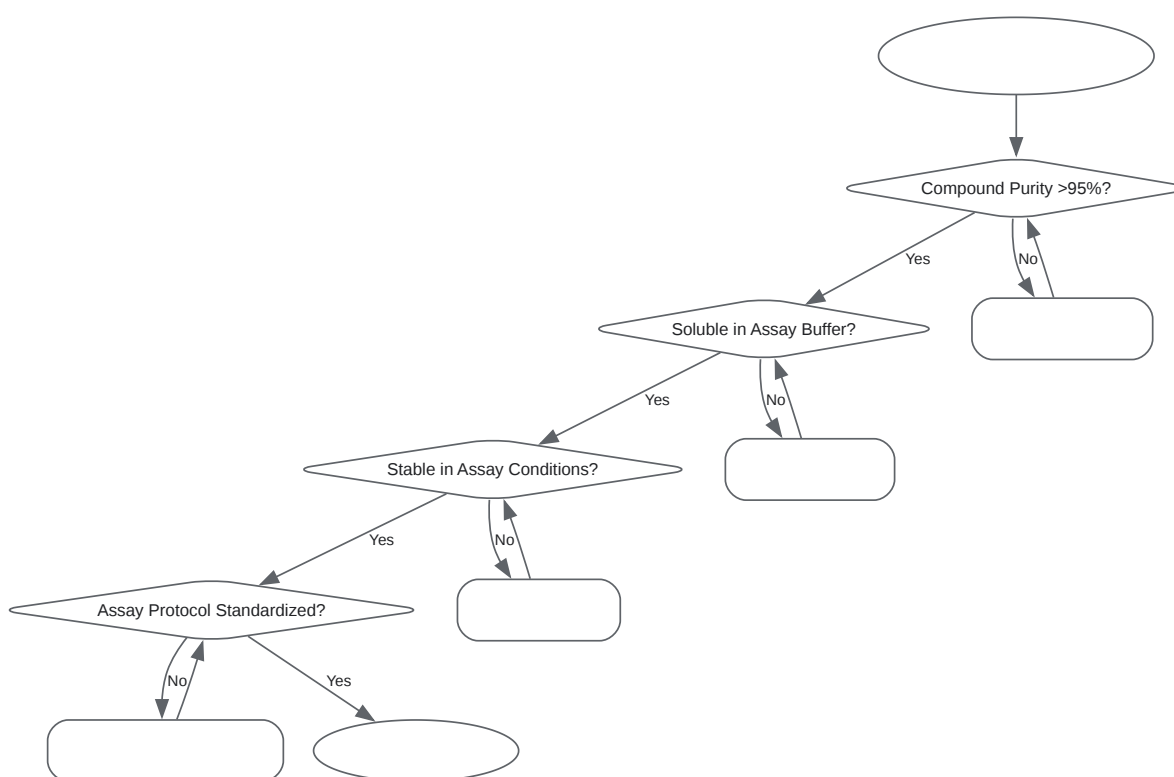 Compound Purity >95%?
Yes
No
Soluble in Assay Buffer?
Yes
No
Stable in Assay Conditions?
Yes
No
Assay Protocol Standardized?
No
Yes